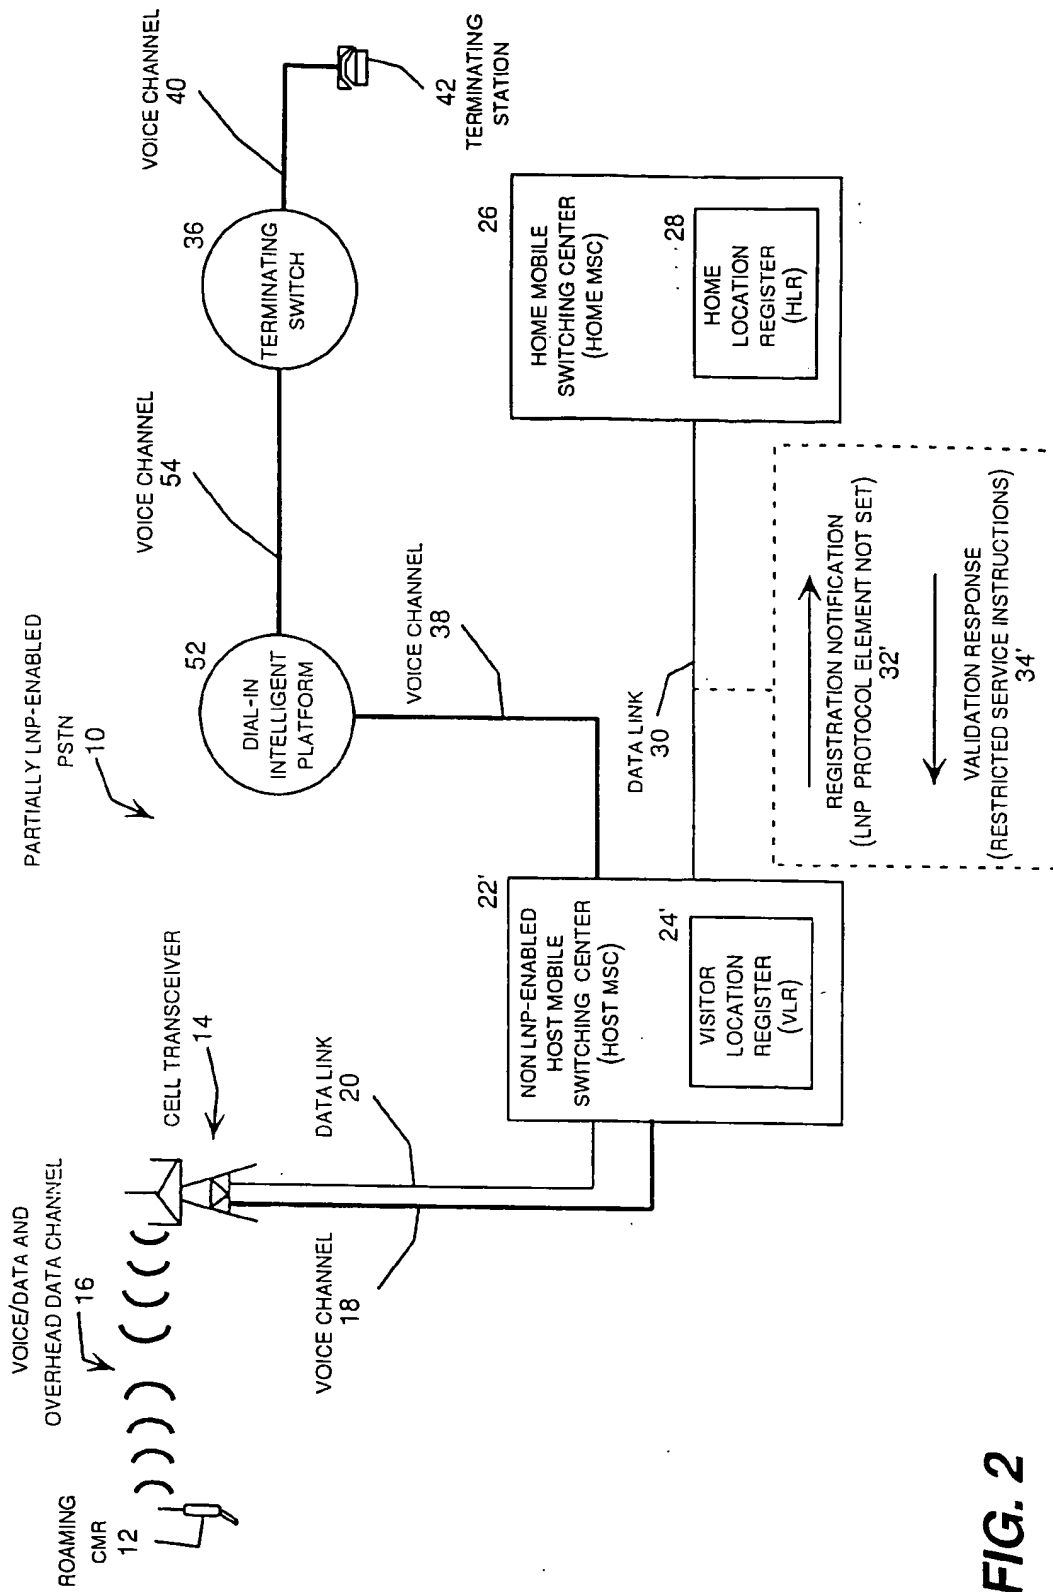 PARTIALLY LNP-ENABLED
PSTN
10
VOICE/DATA AND
OVERHEAD DATA CHANNEL
16
ROAMING
CMR
12
CELL TRANSCEIVER
14
DATA LINK
20
VOICE CHANNEL
18
52
DIAL-IN
INTELLIGENT
PLATFORM
VOICE CHANNEL
54
36
TERMINATING
SWITCH
VOICE CHANNEL
40
42
TERMINATING
STATION
VOICE CHANNEL
38
22'
NON LNP-ENABLED
HOST MOBILE
SWITCHING CENTER
(HOST MSC)
24'
VISITOR
LOCATION
REGISTER
(VLR)
DATA LINK
30
26
HOME MOBILE
SWITCHING CENTER
(HOME MSC)
28
HOME
LOCATION
REGISTER
(HLR)
REGISTRATION NOTIFICATION
(LNP PROTOCOL ELEMENT NOT SET)
32'
VALIDATION RESPONSE
(RESTRICTED SERVICE INSTRUCTIONS)
34'
FIG. 2